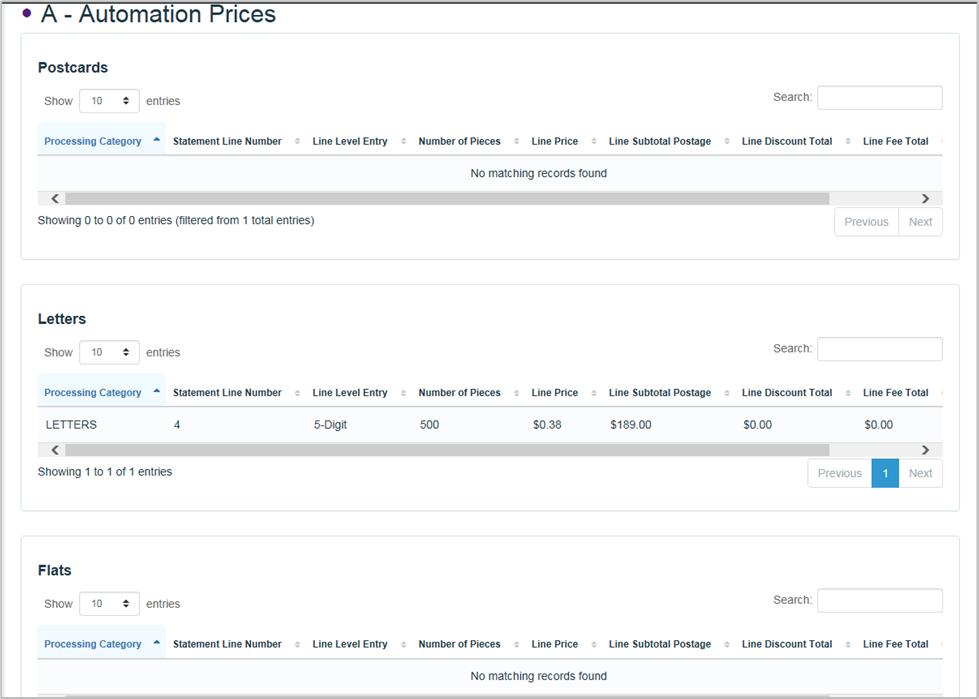 A - Automation Prices
Postcards
Show 10 entries Search:
Processing Category Statement Line Number Line Level Entry Number of Pieces Line Price Line Subtotal Postage Line Discount Total Line Fee Total
No matching records found
Showing 0 to 0 of 0 entries (filtered from 1 total entries)
Previous Next
Letters
Show 10 entries Search:
Processing Category Statement Line Number Line Level Entry Number of Pieces Line Price Line Subtotal Postage Line Discount Total Line Fee Total
LETTERS 4 5-Digit 500 $0.38 $189.00 $0.00 $0.00
Showing 1 to 1 of 1 entries
Previous 1 Next
Flats
Show 10 entries Search:
Processing Category Statement Line Number Line Level Entry Number of Pieces Line Price Line Subtotal Postage Line Discount Total Line Fee Total
No matching records found